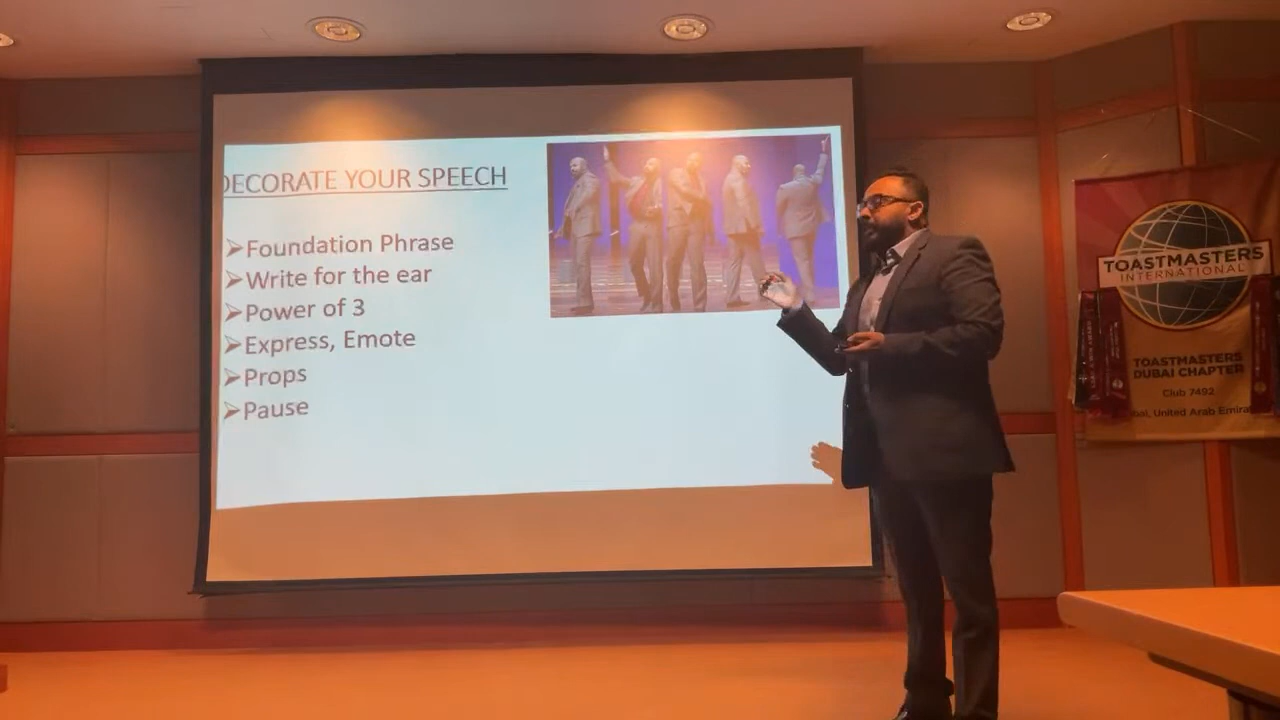 DECORATE YOUR SPEECH
➢Foundation Phrase
➢Write for the ear
➢Power of 3
➢Express, Emote
➢Props
➢Pause
TOASTMASTERS
INTERNATIONAL
TOASTMASTERS
DUBAI CHAPTER
Club 7492
United Arab